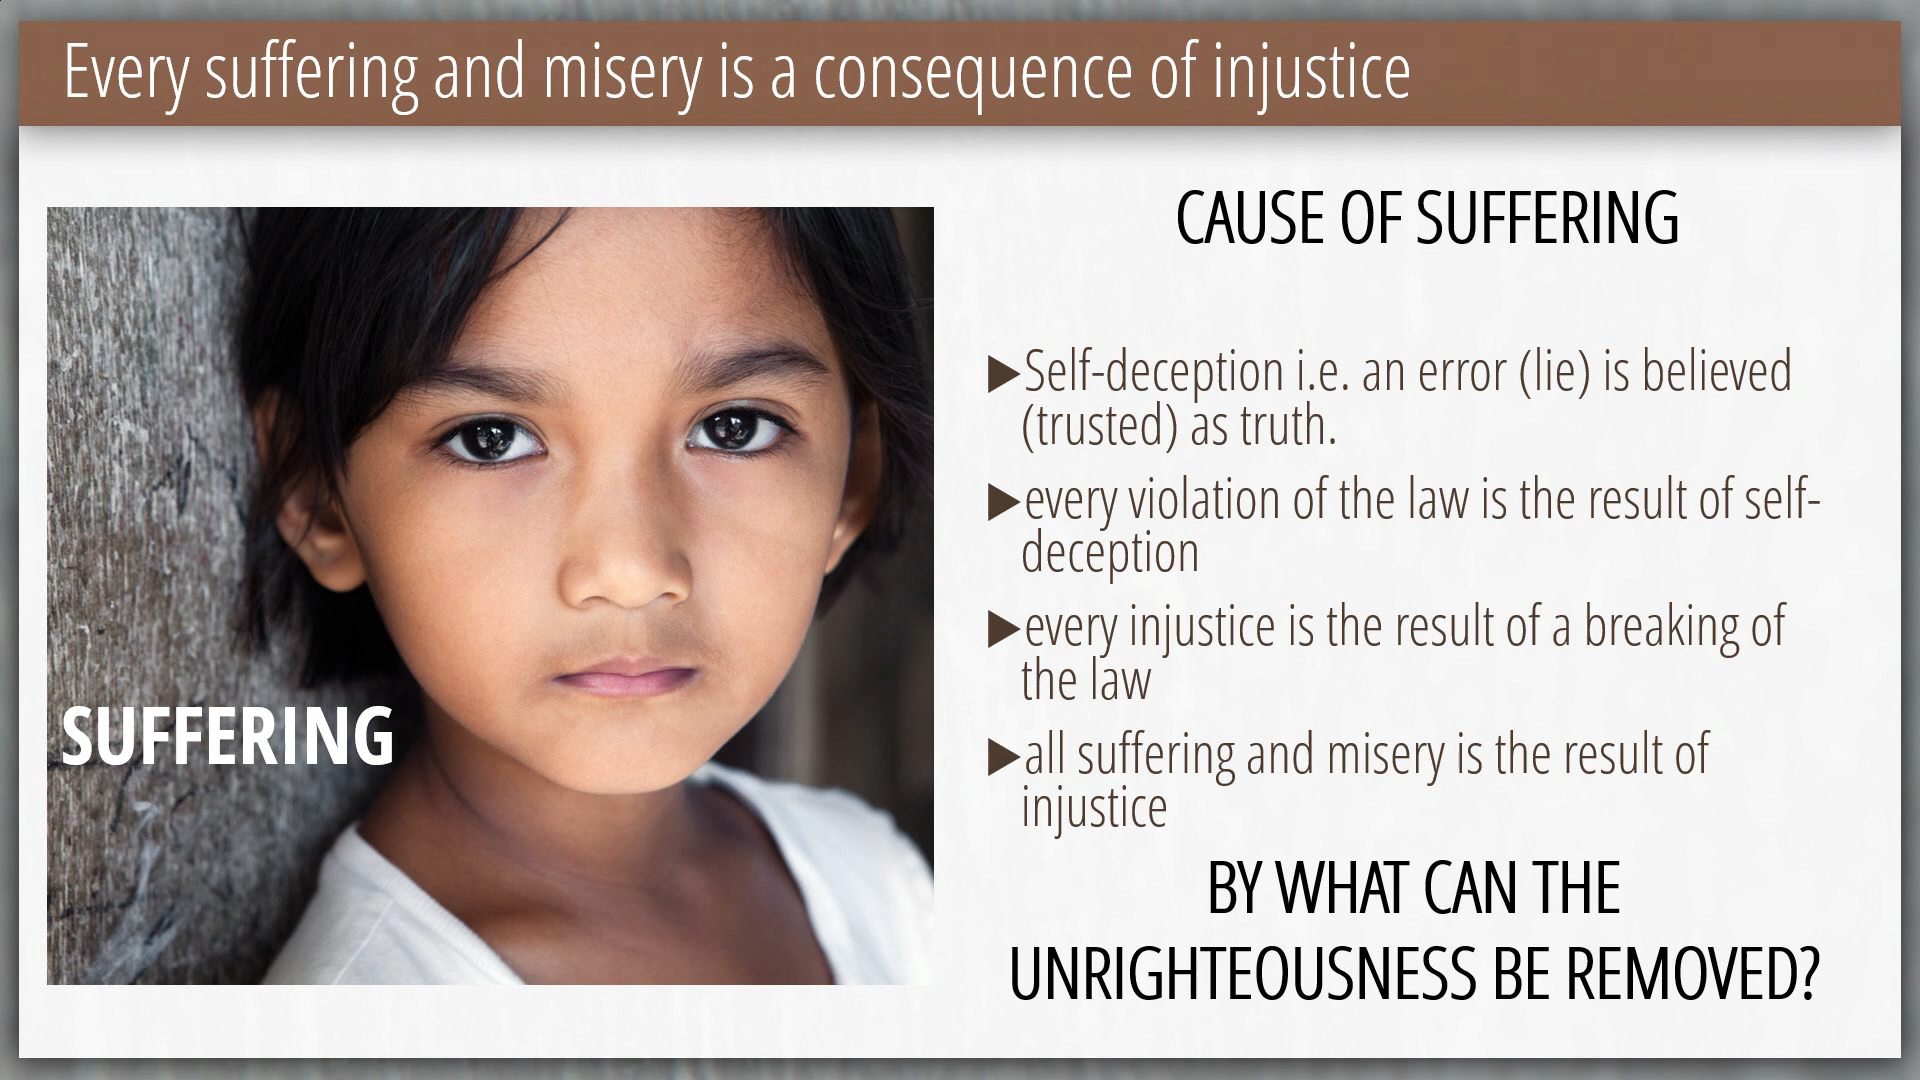 Every suffering and misery is a consequence of injustice
SUFFERING
CAUSE OF SUFFERING
▶Self-deception i.e. an error (lie) is believed
(trusted) as truth.
▶every violation of the law is the result of self-
deception
▶every injustice is the result of a breaking of
the law
▶all suffering and misery is the result of
injustice
BY WHAT CAN THE
UNRIGHTEOUSNESS BE REMOVED?